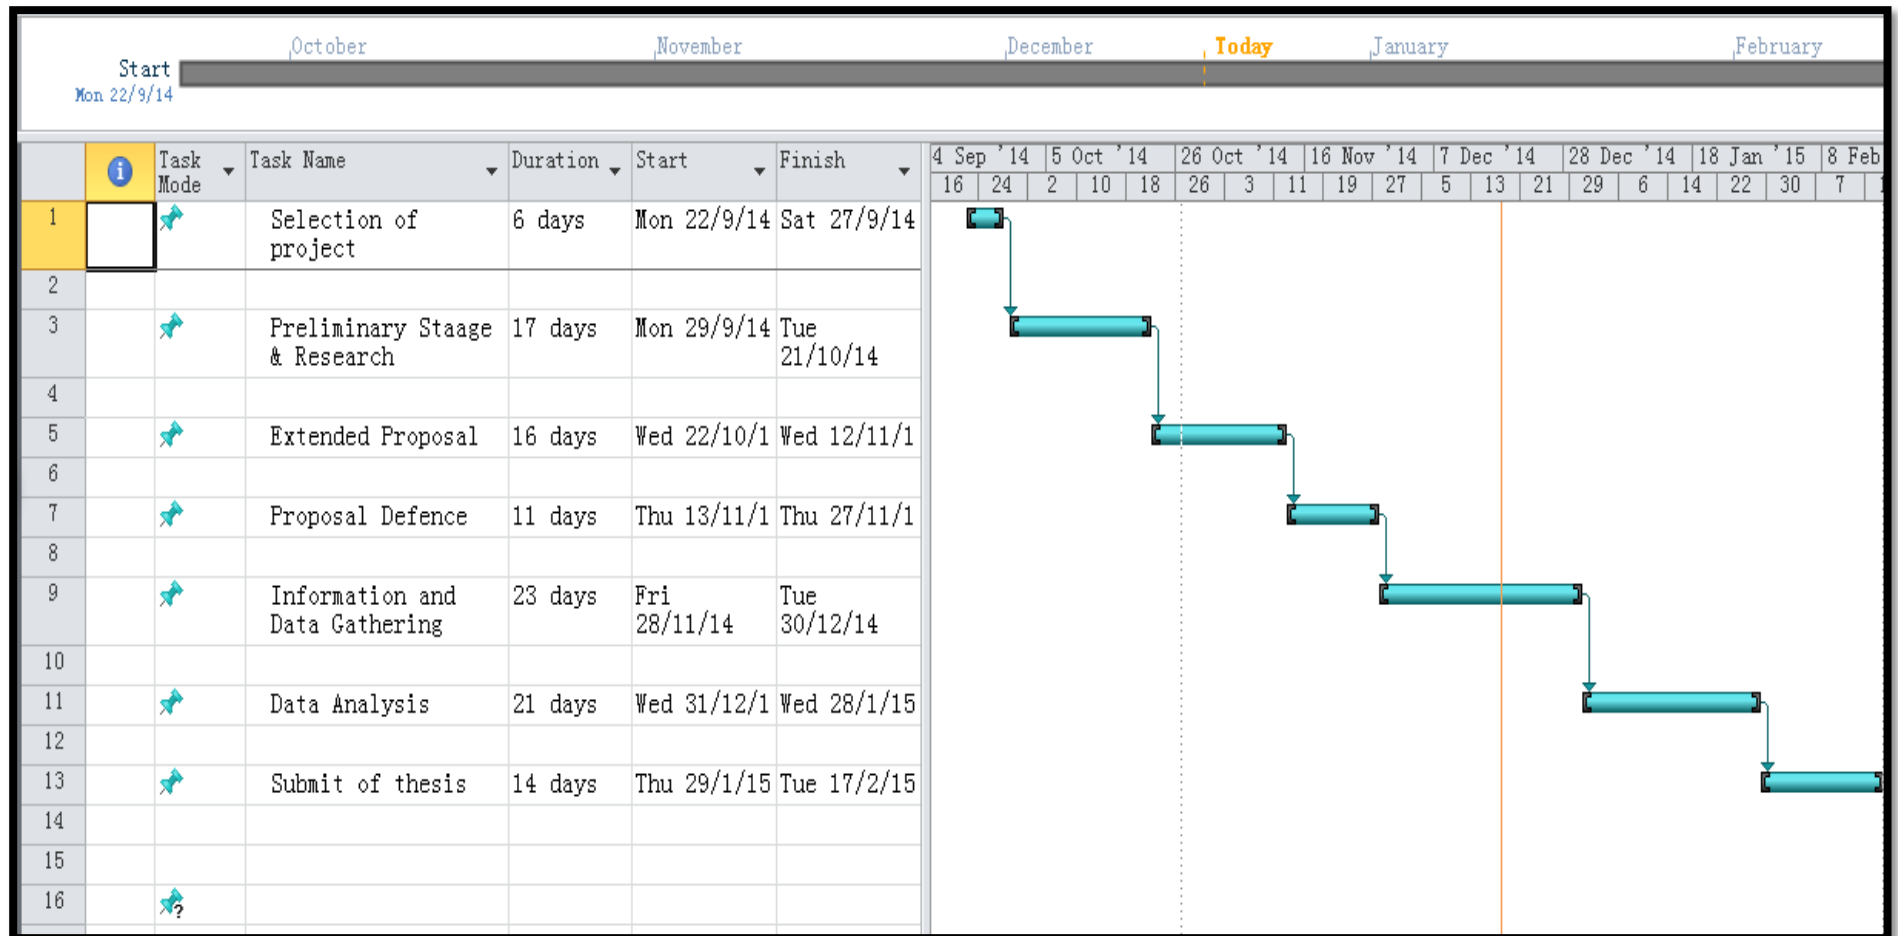 October November December Today January February
Start
Mon 22/9/14
Task Mode Task Name Duration Start Finish
4 Sep '14 5 Oct '14 26 Oct '14 16 Nov '14 7 Dec '14 28 Dec '14 18 Jan '15 8 Feb
16 24 2 10 18 26 3 11 19 27 5 13 21 29 6 14 22 30 7 1
1 Selection of project 6 days Mon 22/9/14 Sat 27/9/14
2
3 Preliminary Staage & Research 17 days Mon 29/9/14 Tue 21/10/14
4
5 Extended Proposal 16 days Wed 22/10/1 Wed 12/11/1
6
7 Proposal Defence 11 days Thu 13/11/1 Thu 27/11/1
8
9 Information and Data Gathering 23 days Fri 28/11/14 Tue 30/12/14
10
11 Data Analysis 21 days Wed 31/12/1 Wed 28/1/15
12
13 Submit of thesis 14 days Thu 29/1/15 Tue 17/2/15
14
15
16 ?